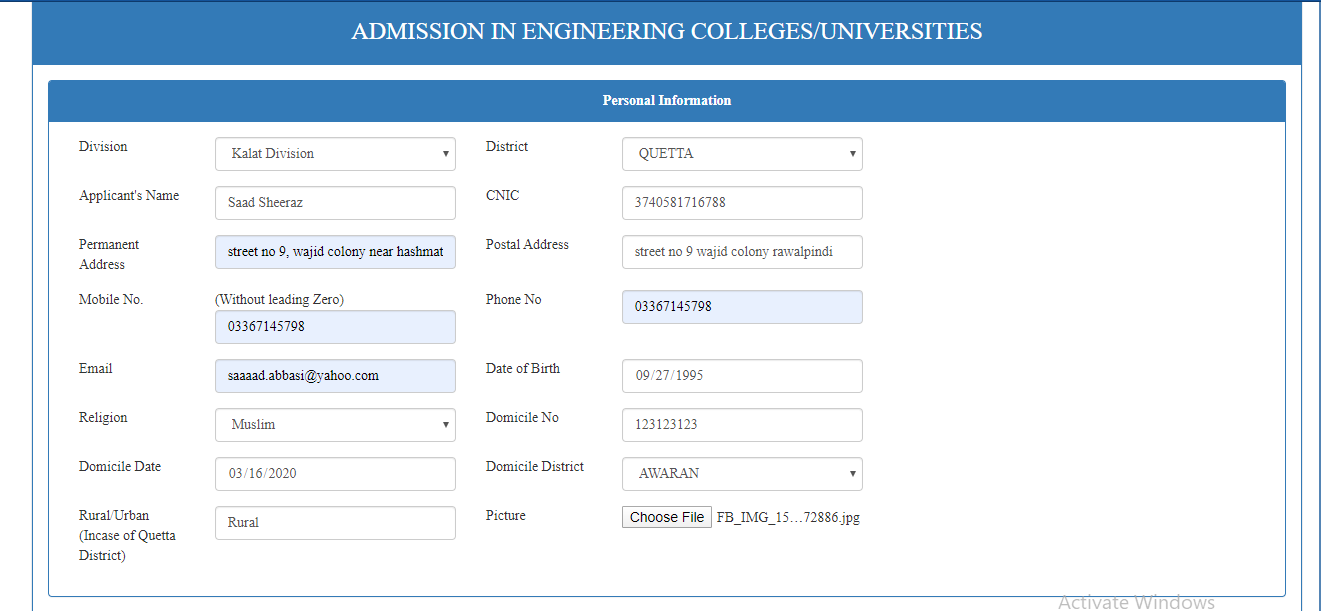 ADMISSION IN ENGINEERING COLLEGES/UNIVERSITIES
Personal Information
Division
Kalat Division
District
QUETTA
Applicant's Name
Saad Sheeraz
CNIC
3740581716788
Permanent
Address
street no 9, wajid colony near hashmat
Postal Address
street no 9 wajid colony rawalpindi
Mobile No.
(Without leading Zero)
03367145798
Phone No
03367145798
Email
saaaad.abbasi@yahoo.com
Date of Birth
09/27/1995
Religion
Muslim
Domicile No
123123123
Domicile Date
03/16/2020
Domicile District
AWARAN
Rural/Urban
(Incase of Quetta
District)
Rural
Picture
Choose File FB_IMG_15...72886.jpg
Activate Windows